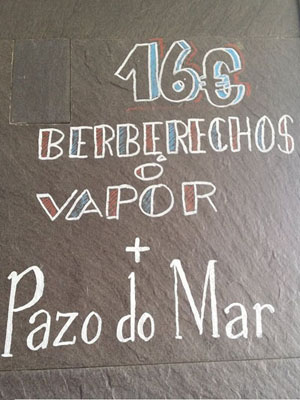 16€
BERBERECHOS
Ó
VAPOR
+
Pazo do Mar